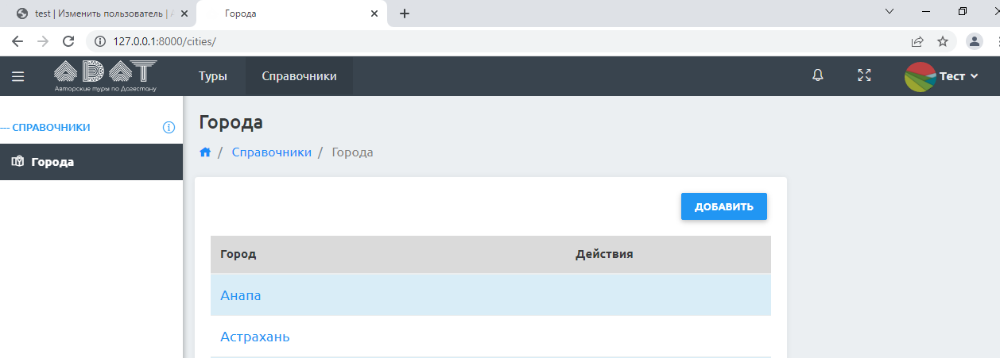 test | Изменить пользователь |
Города
127.0.0.1:8000/cities/
АДАТ
Авторские туры по Дагестану
Туры
Справочники
Тест
СПРАВОЧНИКИ
Города
Города
/ Справочники / Города
ДОБАВИТЬ
Город Действия
Анапа
Астрахань